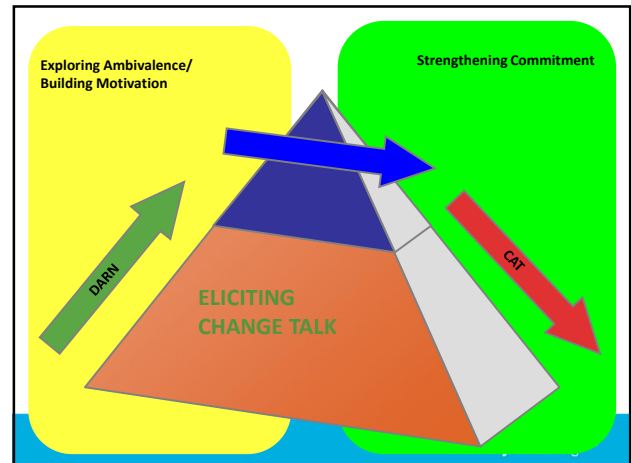 Exploring Ambivalence/
Building Motivation
Strengthening Commitment
DARN
CAT
ELICITING
CHANGE TALK